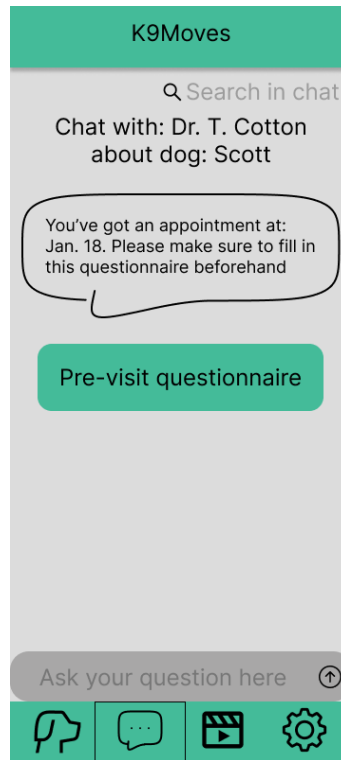 K9Moves
Search in chat
Chat with: Dr. T. Cotton
about dog: Scott
You've got an appointment at:
Jan. 18. Please make sure to fill in
this questionnaire beforehand
Pre-visit questionnaire
Ask your question here